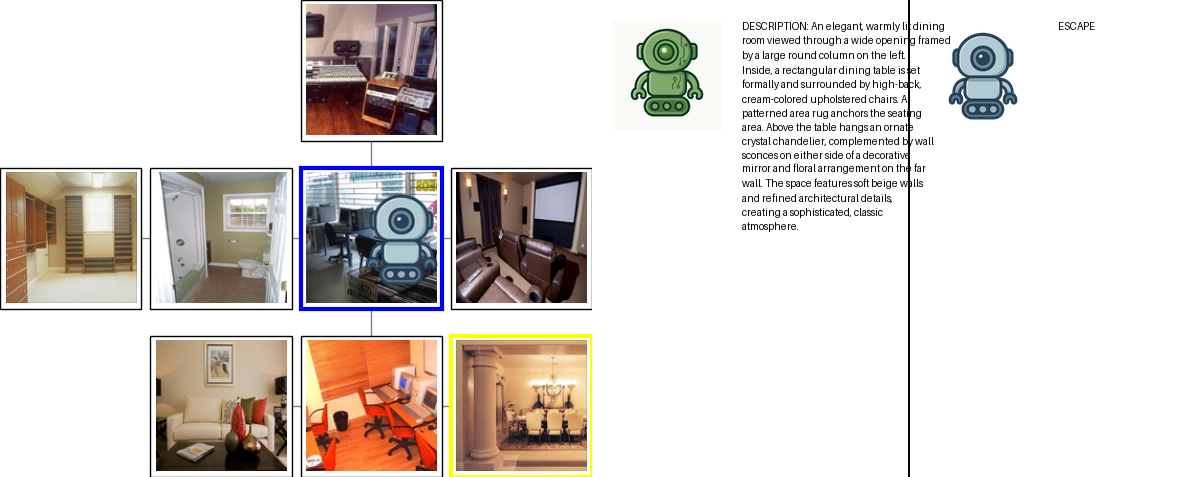 DESCRIPTION: An elegant, warmly lit dining
room viewed through a wide opening framed
by a large round column on the left.
Inside, a rectangular dining table is set
formally and surrounded by high-back,
cream-colored upholstered chairs. A
patterned area rug anchors the seating
area. Above the table hangs an ornate
crystal chandelier, complemented by wall
sconces on either side of a decorative
mirror and floral arrangement on the far
wall. The space features soft beige walls
and refined architectural details,
creating a sophisticated, classic
atmosphere.
ESCAPE